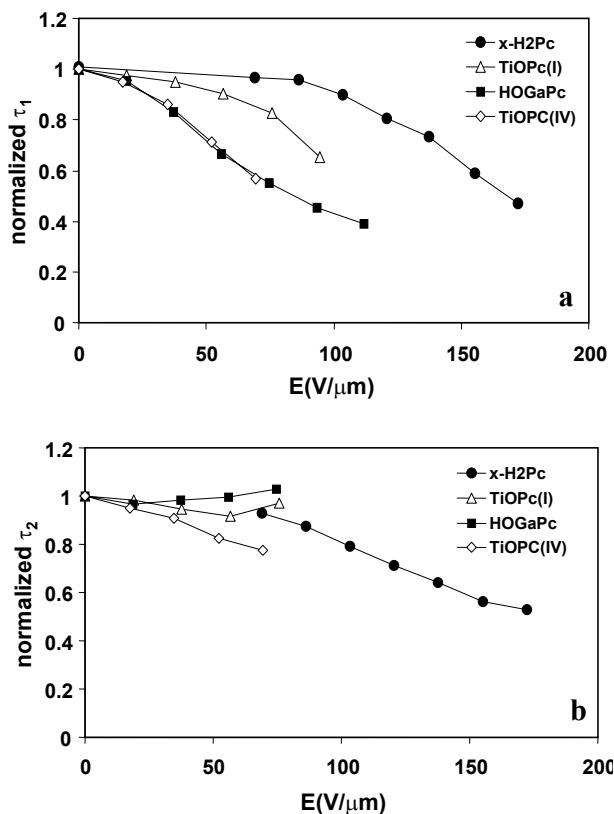 1.2
1
0.8
0.6
0.4
0.2
0
normalized τ1
x-H2Pc
TiOPc(I)
HOGaPc
TiOPC(IV)
a
0 50 100 150 200
E(V/μm)
1.2
1
0.8
0.6
0.4
0.2
0
normalized τ2
x-H2Pc
TiOPc(I)
HOGaPc
TiOPC(IV)
b
0 50 100 150 200
E(V/μm)